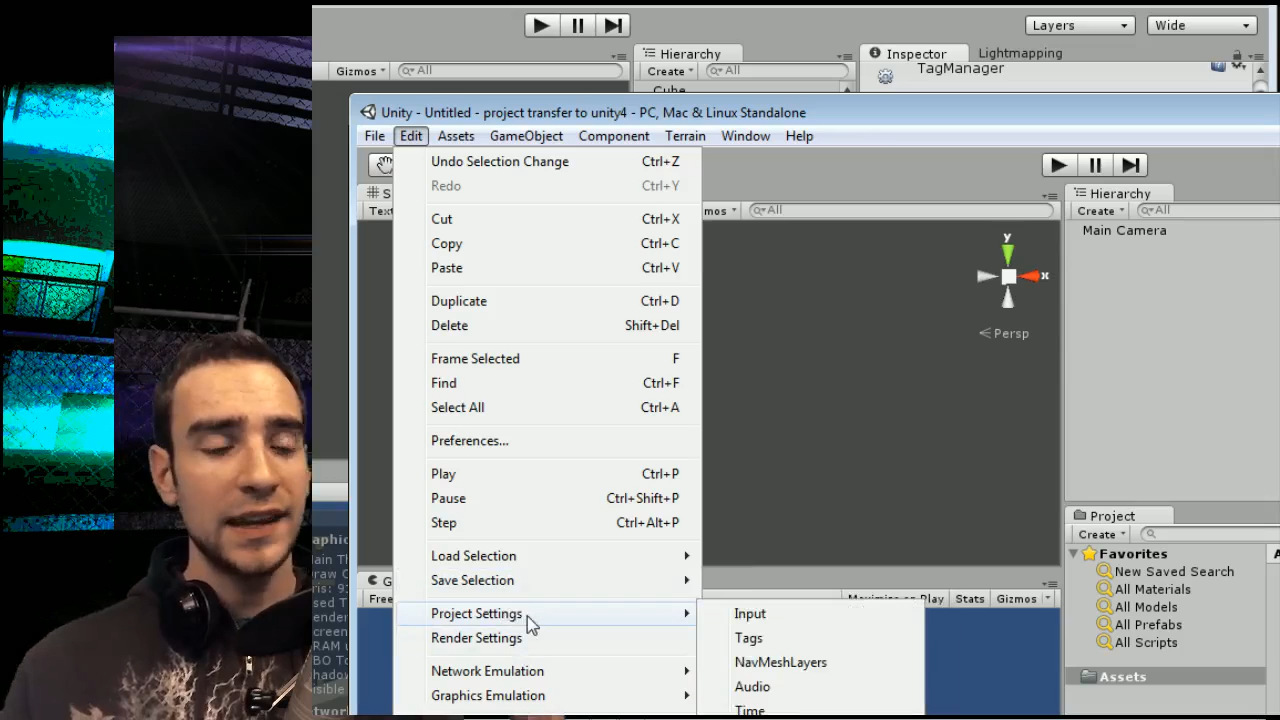 Layers
Wide
Hierarchy
Inspector
Lightmapping
Gizmos
All
Create
All
TagManager
Cube
Unity - Untitled - project transfer to unity4 - PC, Mac & Linux Standalone
File Edit Assets GameObject Component Terrain Window Help
Undo Selection Change Ctrl+Z
Redo Ctrl+Y
Cut Ctrl+X
Copy Ctrl+C
Paste Ctrl+V
Duplicate Ctrl+D
Delete Shift+Del
Frame Selected F
Find Ctrl+F
Select All Ctrl+A
Preferences...
Play Ctrl+P
Pause Ctrl+Shift+P
Step Ctrl+Alt+P
Load Selection
Save Selection
Project Settings
Render Settings
Network Emulation
Graphics Emulation
Input
Tags
NavMeshLayers
Audio
Time
All
y
x
Persp
Maximize on Play Stats Gizmos
Hierarchy
Create All
Main Camera
Project
Create
Favorites
New Saved Search
All Materials
All Models
All Prefabs
All Scripts
Assets